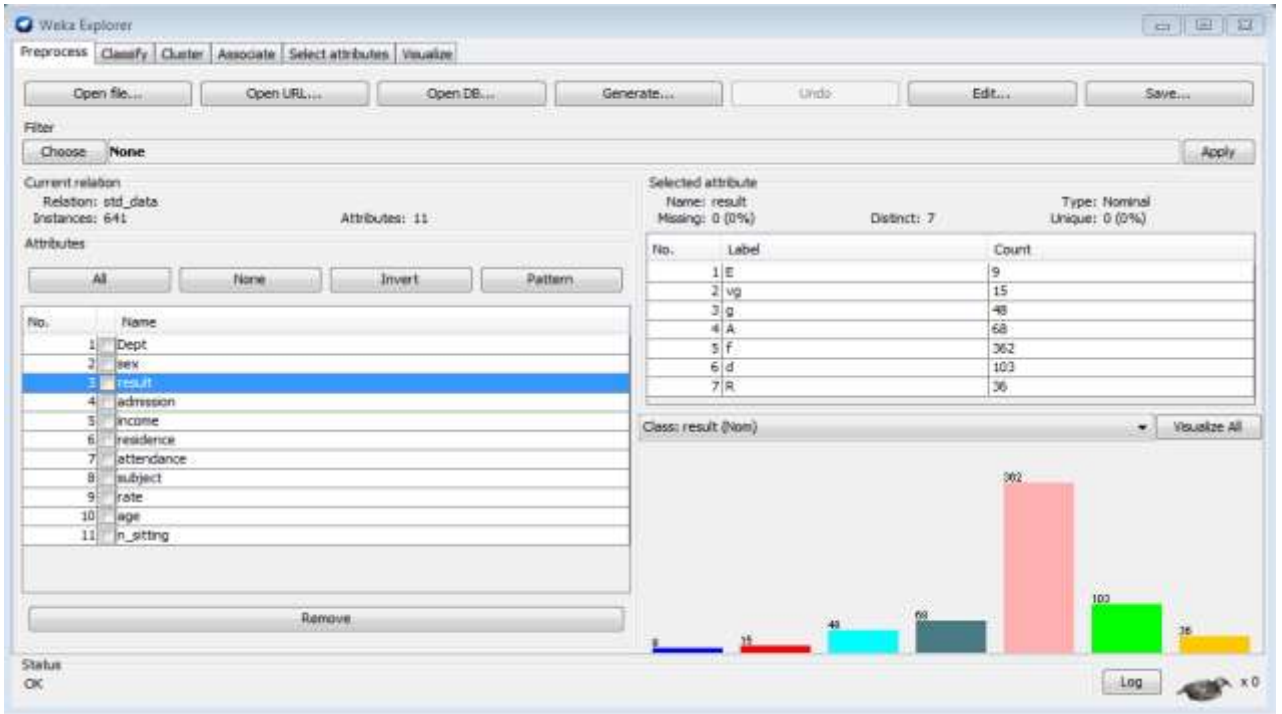 Weka Explorer
Preprocess Classify Cluster Associate Select attributes Visualize
Open file... Open URL... Open DB... Generate... Undo Edit... Save...
Filter
Choose None Apply
Current relation
Relation: std_data
Instances: 641 Attributes: 11
Attributes
All None Invert Pattern
No. Name
1 Dept
2 sex
3 result
4 admission
5 income
6 residence
7 attendance
8 subject
9 rate
10 age
11 n_sitting
Remove
Selected attribute
Name: result Type: Nominal
Missing: 0 (0%) Distinct: 7 Unique: 0 (0%)
No. Label Count
1 E 9
2 vg 15
3 g 48
4 A 68
5 f 362
6 d 103
7 R 36
Class: result (Nom) Visualize All
9 15 48 68 362 103 36
Status
OK
Log x 0